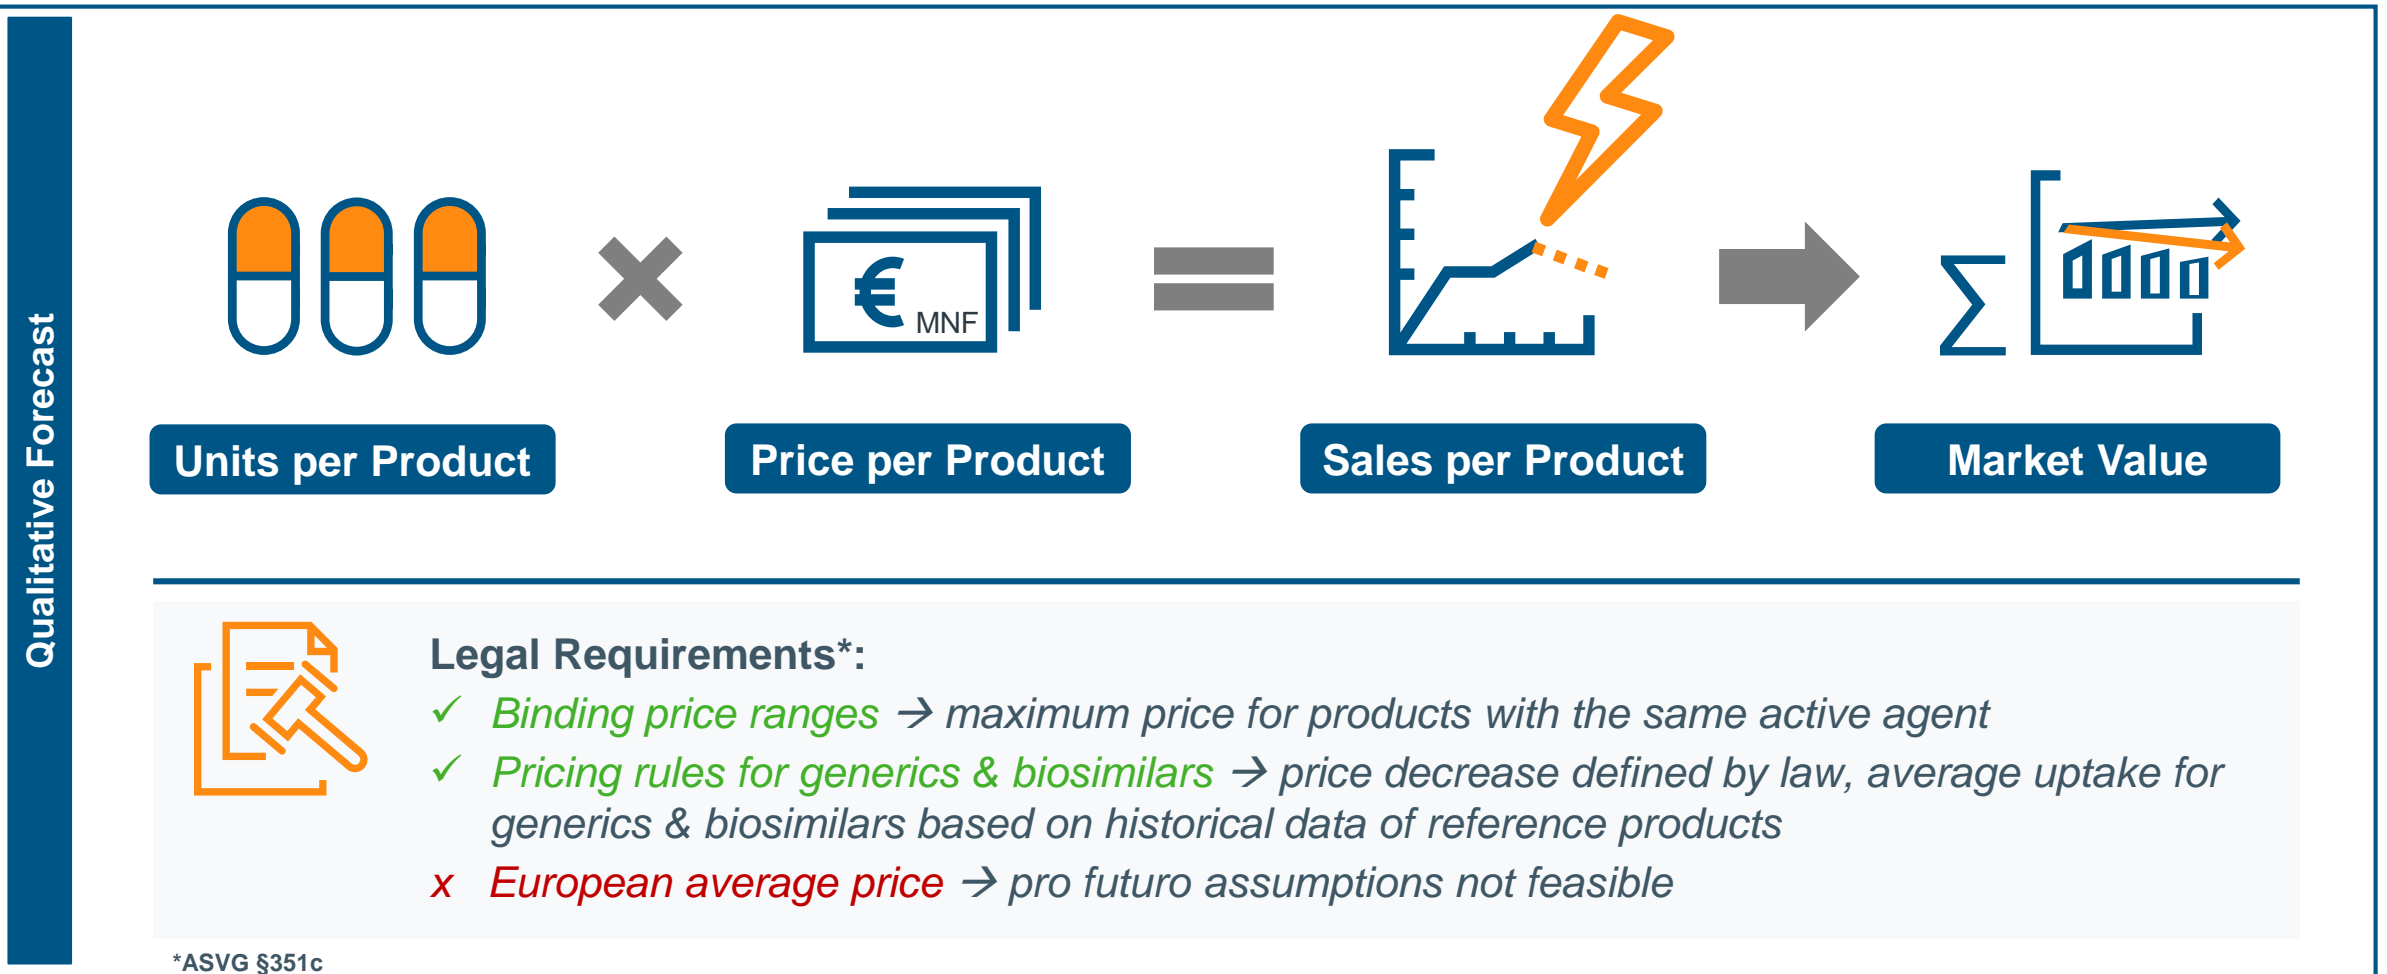 Qualitative Forecast
€ MNF
Units per Product
Price per Product
Sales per Product
Market Value
Legal Requirements*:
✓ Binding price ranges → maximum price for products with the same active agent
✓ Pricing rules for generics & biosimilars → price decrease defined by law, average uptake for
generics & biosimilars based on historical data of reference products
x European average price → pro futuro assumptions not feasible
*ASVG §351c